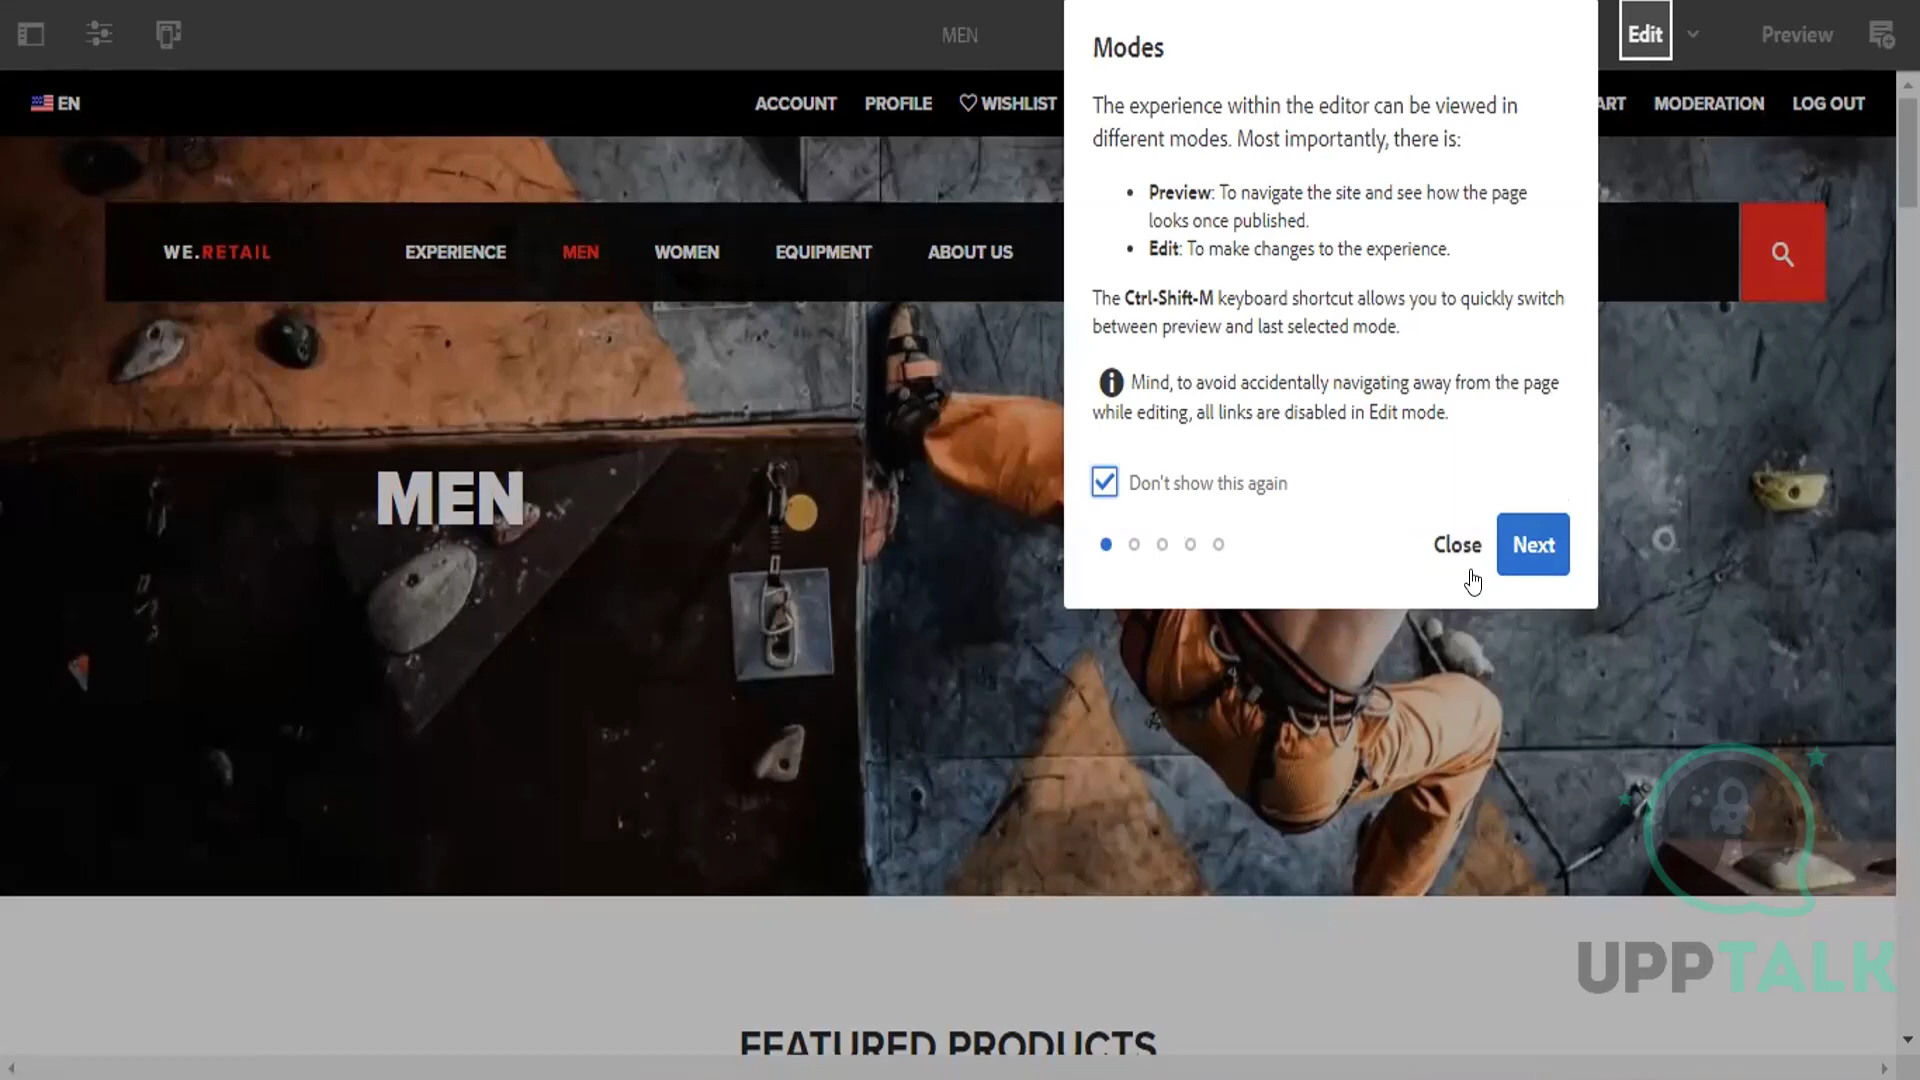 MEN
Edit
Preview
Modes
The experience within the editor can be viewed in
different modes. Most importantly, there is:
• Preview: To navigate the site and see how the page
looks once published.
• Edit: To make changes to the experience.
The Ctrl-Shift-M keyboard shortcut allows you to quickly switch
between preview and last selected mode.
Mind, to avoid accidentally navigating away from the page
while editing, all links are disabled in Edit mode.
Don't show this again
Close
Next
EN
ACCOUNT
PROFILE
WISHLIST
ART
MODERATION
LOG OUT
WE.RETAIL
EXPERIENCE
MEN
WOMEN
EQUIPMENT
ABOUT US
MEN
UPPTALK
FEATURED PRODUCTS